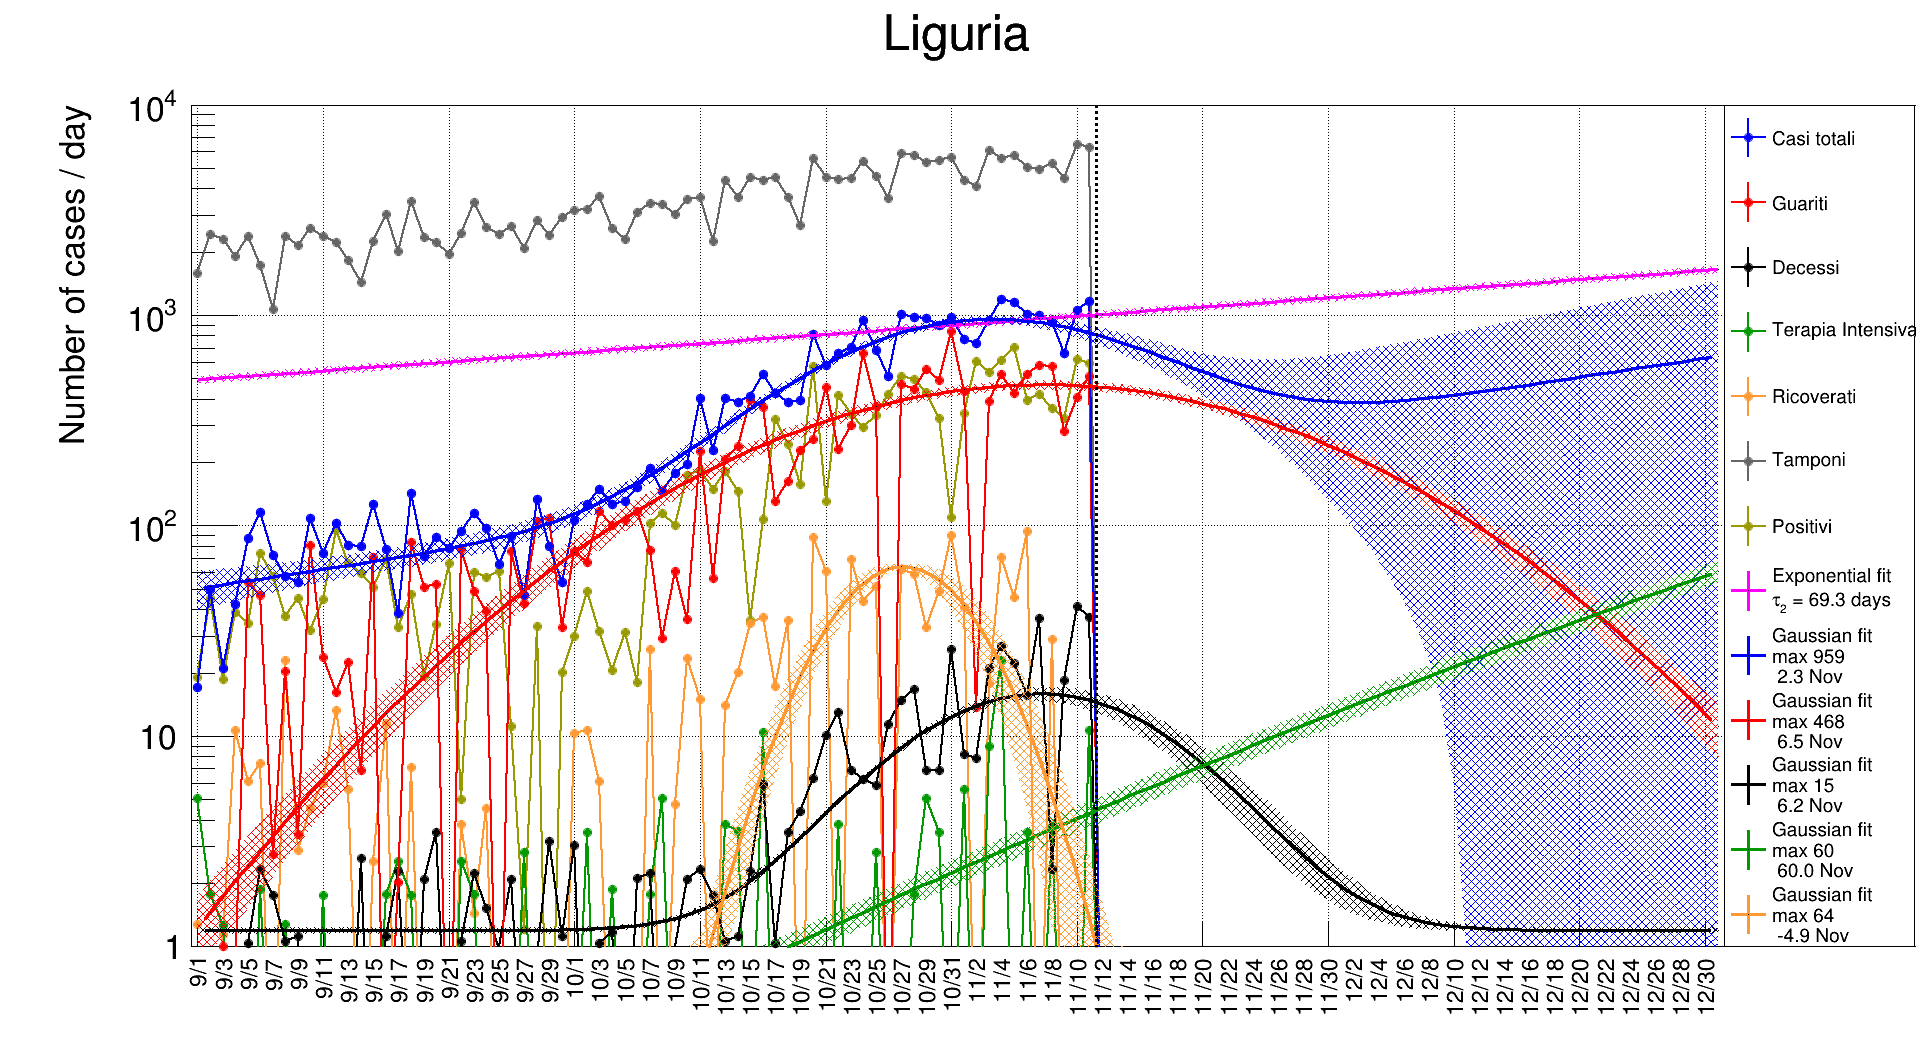 Liguria
Number of cases / day
10^4
10^3
10^2
10
1
9/1 9/3 9/5 9/7 9/9 9/11 9/13 9/15 9/17 9/19 9/21 9/23 9/25 9/27 9/29 10/1 10/3 10/5 10/7 10/9 10/11 10/13 10/15 10/17 10/19 10/21 10/23 10/25 10/27 10/29 10/31 11/2 11/4 11/6 11/8 11/10 11/12 11/14 11/16 11/18 11/20 11/22 11/24 11/26 11/28 11/30 12/2 12/4 12/6 12/8 12/10 12/12 12/14 12/16 12/18 12/20 12/22 12/24 12/26 12/28 12/30
Casi totali
Guariti
Decessi
Terapia Intensiva
Ricoverati
Tamponi
Positivi
Exponential fit
τ2 = 69.3 days
Gaussian fit
max 959
2.3 Nov
Gaussian fit
max 468
6.5 Nov
Gaussian fit
max 15
6.2 Nov
Gaussian fit
max 60
60.0 Nov
Gaussian fit
max 64
-4.9 Nov